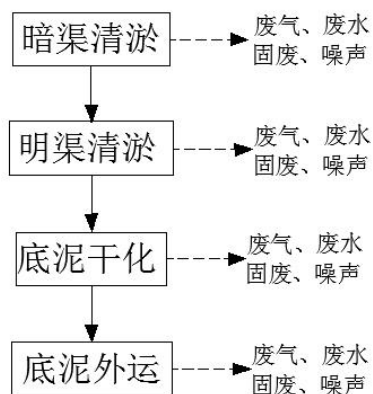 暗渠清淤
废气、废水
固废、噪声
明渠清淤
废气、废水
固废、噪声
底泥干化
废气、废水
固废、噪声
底泥外运
废气、废水
固废、噪声